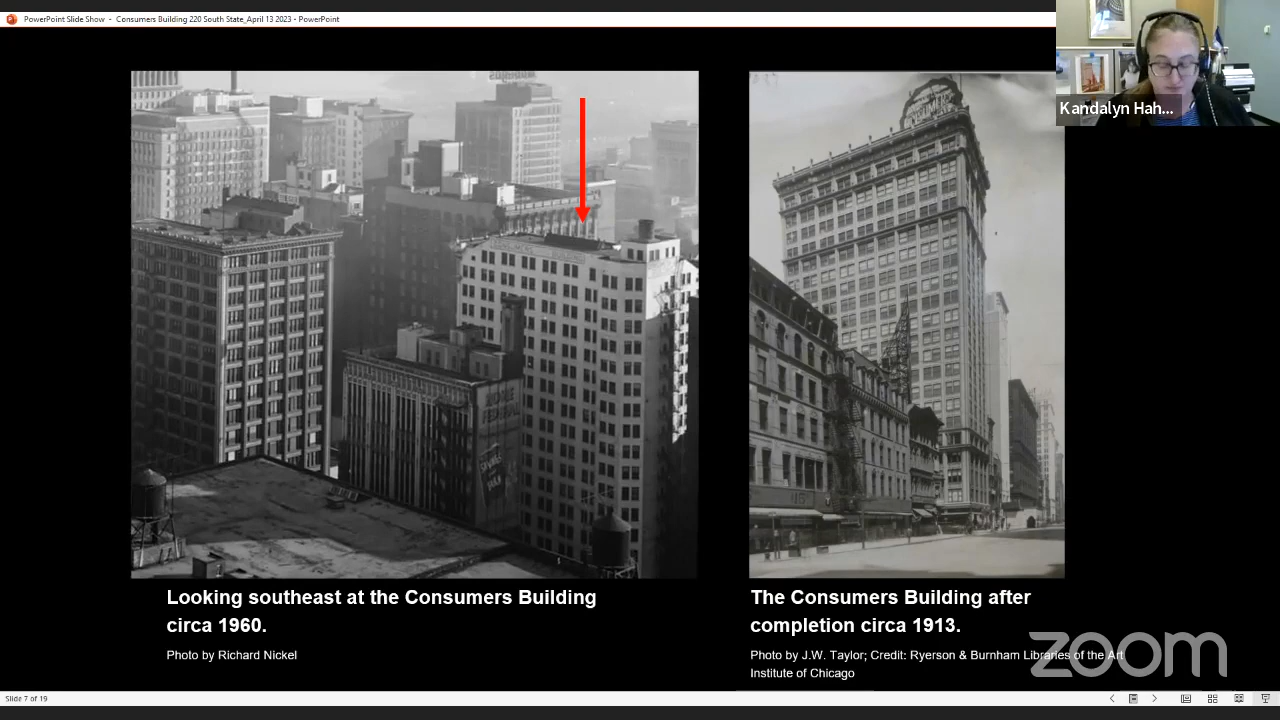 PowerPoint Slide Show - Consumers Building 220 South State_April 13 2023 - PowerPoint
Kandalyn Hah...
CONSUMERS BUILDING
Looking southeast at the Consumers Building
circa 1960.
Photo by Richard Nickel
The Consumers Building after
completion circa 1913.
Photo by J.W. Taylor; Credit: Ryerson & Burnham Libraries of the Art
Institute of Chicago
zoom
Slide 7 of 19